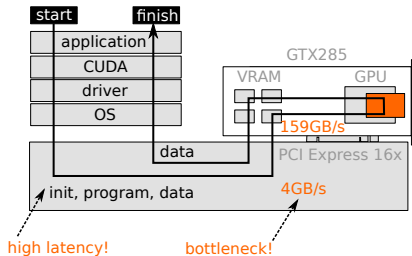 start
finish
application
CUDA
driver
OS
GTX285
VRAM
GPU
159GB/s
data
PCI Express 16x
init, program, data
4GB/s
high latency!
bottleneck!